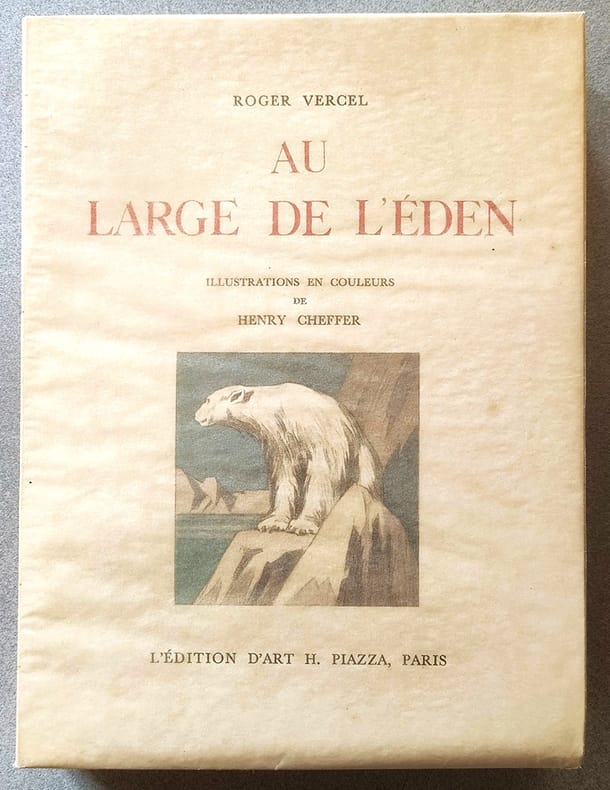 ROGER VERCEL
AU
LARGE DE L'ÉDEN
ILLUSTRATIONS EN COULEURS
DE
HENRY CHEFFER
L'ÉDITION D'ART H. PIAZZA, PARIS